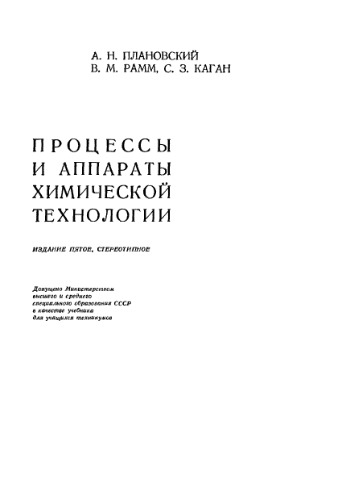 А. Н. ПЛАНОВСКИЙ
В. М. РАММ, С. З. КАГАН
ПРОЦЕССЫ
И АППАРАТЫ
ХИМИЧЕСКОЙ
ТЕХНОЛОГИИ
ИЗДАНИЕ ПЯТОЕ, СТЕРЕОТИПНОЕ
Допущено Министерством
высшего и среднего
специального образования СССР
в качестве учебника
для учащихся техникумов